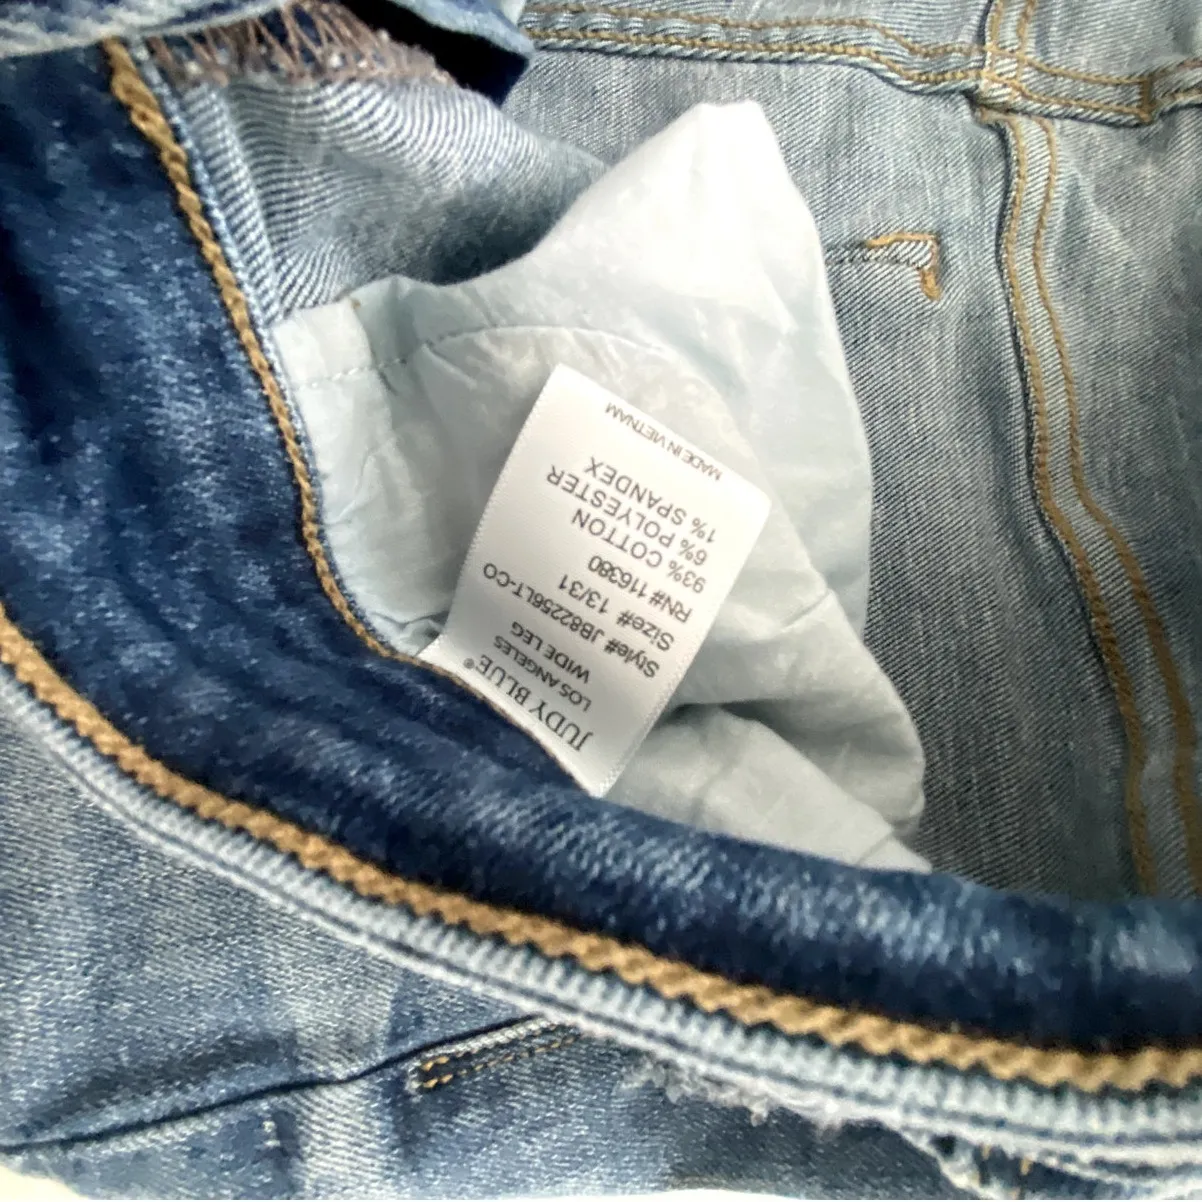 JUDY BLUE®
LOS ANGELES
WIDE LEG
Style# JB82256LT-CO
Size# 13/31
RN# 116380
93% COTTON
6% POLYESTER
1% SPANDEX
MADE IN VIETNAM